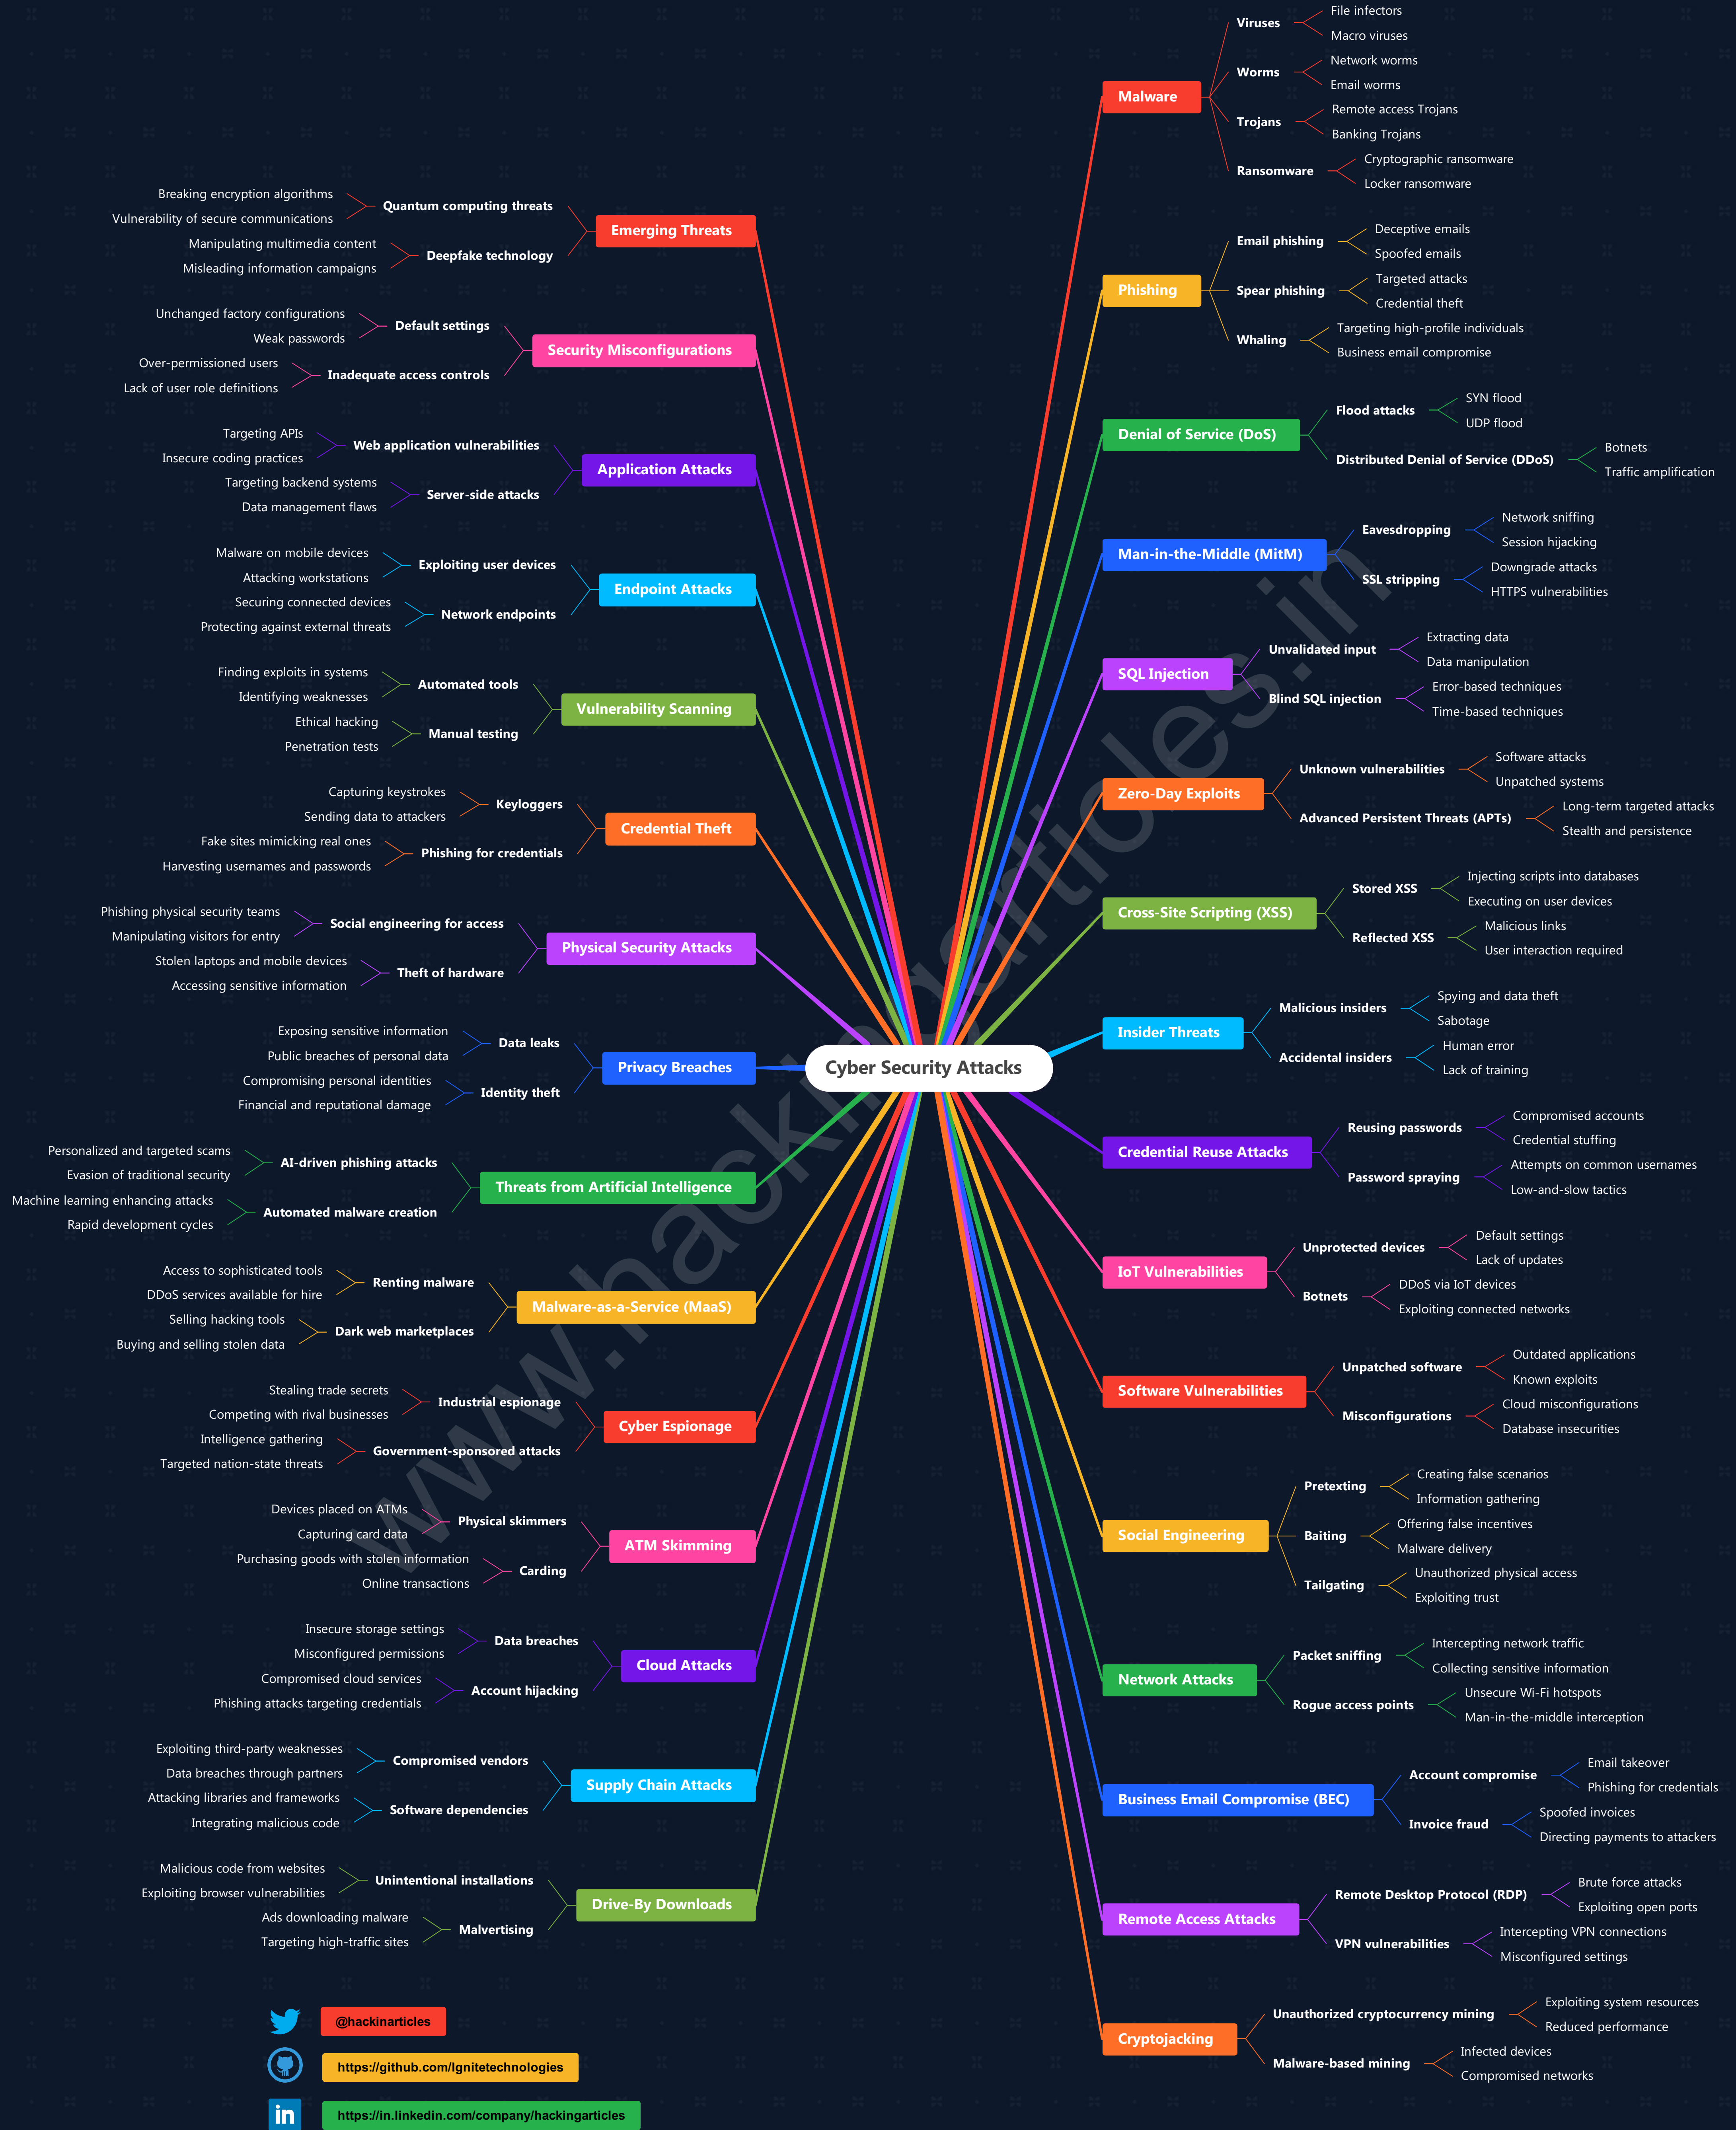 Cyber Security Attacks
Malware
Viruses
File infectors
Macro viruses
Worms
Network worms
Email worms
Trojans
Remote access Trojans
Banking Trojans
Ransomware
Cryptographic ransomware
Locker ransomware
Phishing
Email phishing
Deceptive emails
Spoofed emails
Spear phishing
Targeted attacks
Credential theft
Whaling
Targeting high-profile individuals
Business email compromise
Denial of Service (DoS)
Flood attacks
SYN flood
UDP flood
Distributed Denial of Service (DDoS)
Botnets
Traffic amplification
Man-in-the-Middle (MitM)
Eavesdropping
Network sniffing
Session hijacking
SSL stripping
Downgrade attacks
HTTPS vulnerabilities
SQL Injection
Unvalidated input
Extracting data
Data manipulation
Blind SQL injection
Error-based techniques
Time-based techniques
Zero-Day Exploits
Unknown vulnerabilities
Software attacks
Unpatched systems
Advanced Persistent Threats (APTs)
Long-term targeted attacks
Stealth and persistence
Cross-Site Scripting (XSS)
Stored XSS
Injecting scripts into databases
Executing on user devices
Reflected XSS
Malicious links
User interaction required
Insider Threats
Malicious insiders
Spying and data theft
Sabotage
Accidental insiders
Human error
Lack of training
Credential Reuse Attacks
Reusing passwords
Compromised accounts
Credential stuffing
Password spraying
Attempts on common usernames
Low-and-slow tactics
IoT Vulnerabilities
Unprotected devices
Default settings
Lack of updates
Botnets
DDoS via IoT devices
Exploiting connected networks
Software Vulnerabilities
Unpatched software
Outdated applications
Known exploits
Misconfigurations
Cloud misconfigurations
Database insecurities
Social Engineering
Pretexting
Creating false scenarios
Information gathering
Baiting
Offering false incentives
Malware delivery
Tailgating
Unauthorized physical access
Exploiting trust
Network Attacks
Packet sniffing
Intercepting network traffic
Collecting sensitive information
Rogue access points
Unsecure Wi-Fi hotspots
Man-in-the-middle interception
Business Email Compromise (BEC)
Account compromise
Email takeover
Phishing for credentials
Invoice fraud
Spoofed invoices
Directing payments to attackers
Remote Access Attacks
Remote Desktop Protocol (RDP)
Brute force attacks
Exploiting open ports
VPN vulnerabilities
Intercepting VPN connections
Misconfigured settings
Cryptojacking
Unauthorized cryptocurrency mining
Exploiting system resources
Reduced performance
Malware-based mining
Infected devices
Compromised networks
Emerging Threats
Quantum computing threats
Breaking encryption algorithms
Vulnerability of secure communications
Deepfake technology
Manipulating multimedia content
Misleading information campaigns
Security Misconfigurations
Default settings
Unchanged factory configurations
Weak passwords
Inadequate access controls
Over-permissioned users
Lack of user role definitions
Application Attacks
Web application vulnerabilities
Targeting APIs
Insecure coding practices
Server-side attacks
Targeting backend systems
Data management flaws
Endpoint Attacks
Exploiting user devices
Malware on mobile devices
Attacking workstations
Network endpoints
Securing connected devices
Protecting against external threats
Vulnerability Scanning
Automated tools
Finding exploits in systems
Identifying weaknesses
Manual testing
Ethical hacking
Penetration tests
Credential Theft
Keyloggers
Capturing keystrokes
Sending data to attackers
Phishing for credentials
Fake sites mimicking real ones
Harvesting usernames and passwords
Physical Security Attacks
Social engineering for access
Phishing physical security teams
Manipulating visitors for entry
Theft of hardware
Stolen laptops and mobile devices
Accessing sensitive information
Privacy Breaches
Data leaks
Exposing sensitive information
Public breaches of personal data
Identity theft
Compromising personal identities
Financial and reputational damage
Threats from Artificial Intelligence
AI-driven phishing attacks
Personalized and targeted scams
Evasion of traditional security
Automated malware creation
Machine learning enhancing attacks
Rapid development cycles
Malware-as-a-Service (MaaS)
Renting malware
Access to sophisticated tools
DDoS services available for hire
Dark web marketplaces
Selling hacking tools
Buying and selling stolen data
Cyber Espionage
Industrial espionage
Stealing trade secrets
Competing with rival businesses
Government-sponsored attacks
Intelligence gathering
Targeted nation-state threats
ATM Skimming
Physical skimmers
Devices placed on ATMs
Capturing card data
Carding
Purchasing goods with stolen information
Online transactions
Cloud Attacks
Data breaches
Insecure storage settings
Misconfigured permissions
Account hijacking
Compromised cloud services
Phishing attacks targeting credentials
Supply Chain Attacks
Compromised vendors
Exploiting third-party weaknesses
Data breaches through partners
Software dependencies
Attacking libraries and frameworks
Integrating malicious code
Drive-By Downloads
Unintentional installations
Malicious code from websites
Exploiting browser vulnerabilities
Malvertising
Ads downloading malware
Targeting high-traffic sites
www.hackingarticles.in
@hackinarticles
https://github.com/Ignitetechnologies
in
https://in.linkedin.com/company/hackingarticles